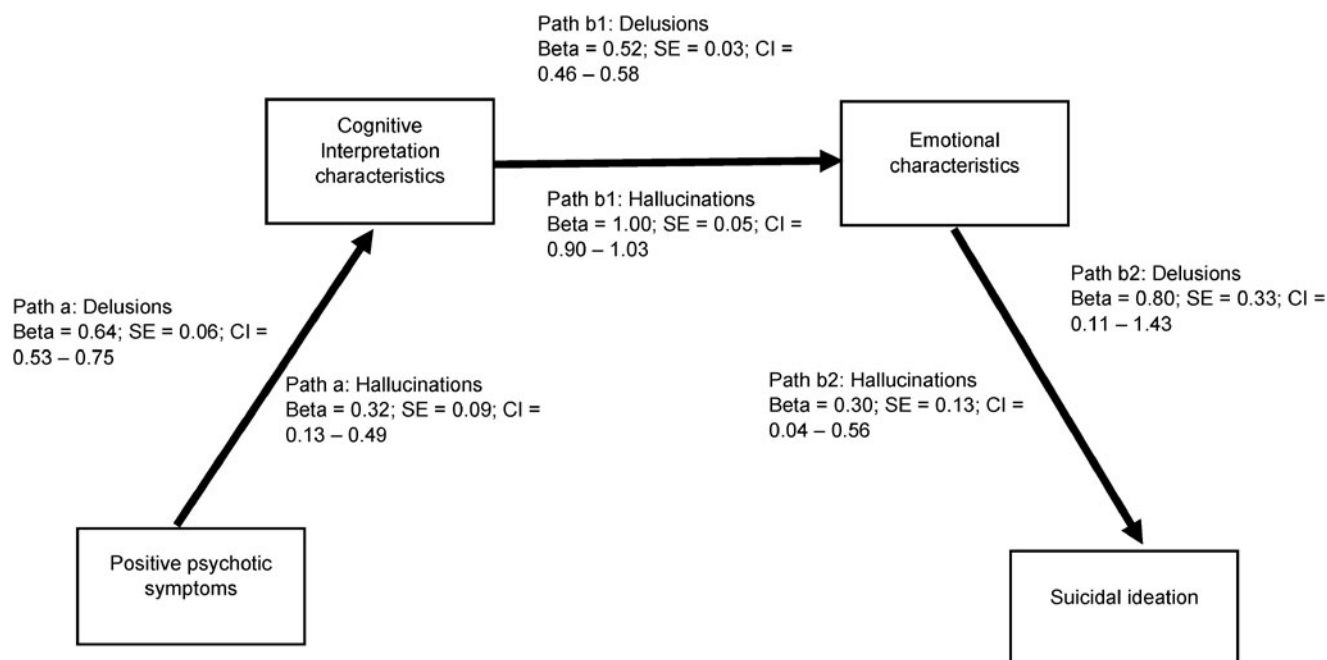 Path b1: Delusions
Beta = 0.52; SE = 0.03; CI =
0.46 – 0.58
Cognitive
Interpretation
characteristics
Emotional
characteristics
Path b1: Hallucinations
Beta = 1.00; SE = 0.05; CI =
0.90 – 1.03
Path a: Delusions
Beta = 0.64; SE = 0.06; CI =
0.53 – 0.75
Path b2: Delusions
Beta = 0.80; SE = 0.33; CI =
0.11 – 1.43
Path a: Hallucinations
Beta = 0.32; SE = 0.09; CI =
0.13 – 0.49
Path b2: Hallucinations
Beta = 0.30; SE = 0.13; CI =
0.04 – 0.56
Positive psychotic
symptoms
Suicidal ideation